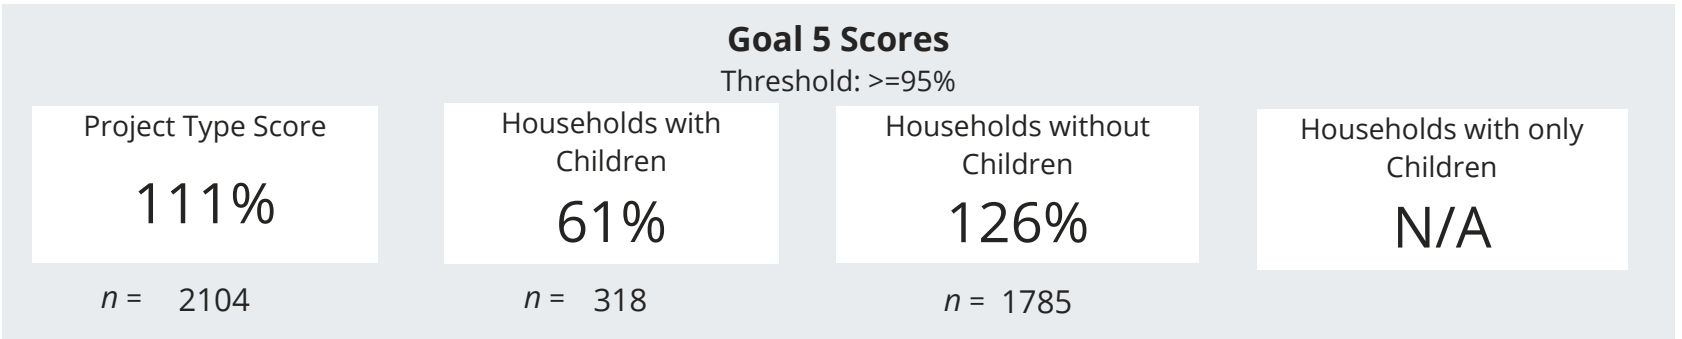 Goal 5 Scores
Threshold: >=95%
Project Type Score
111%
n = 2104
Households with
Children
61%
n = 318
Households without
Children
126%
n = 1785
Households with only
Children
N/A